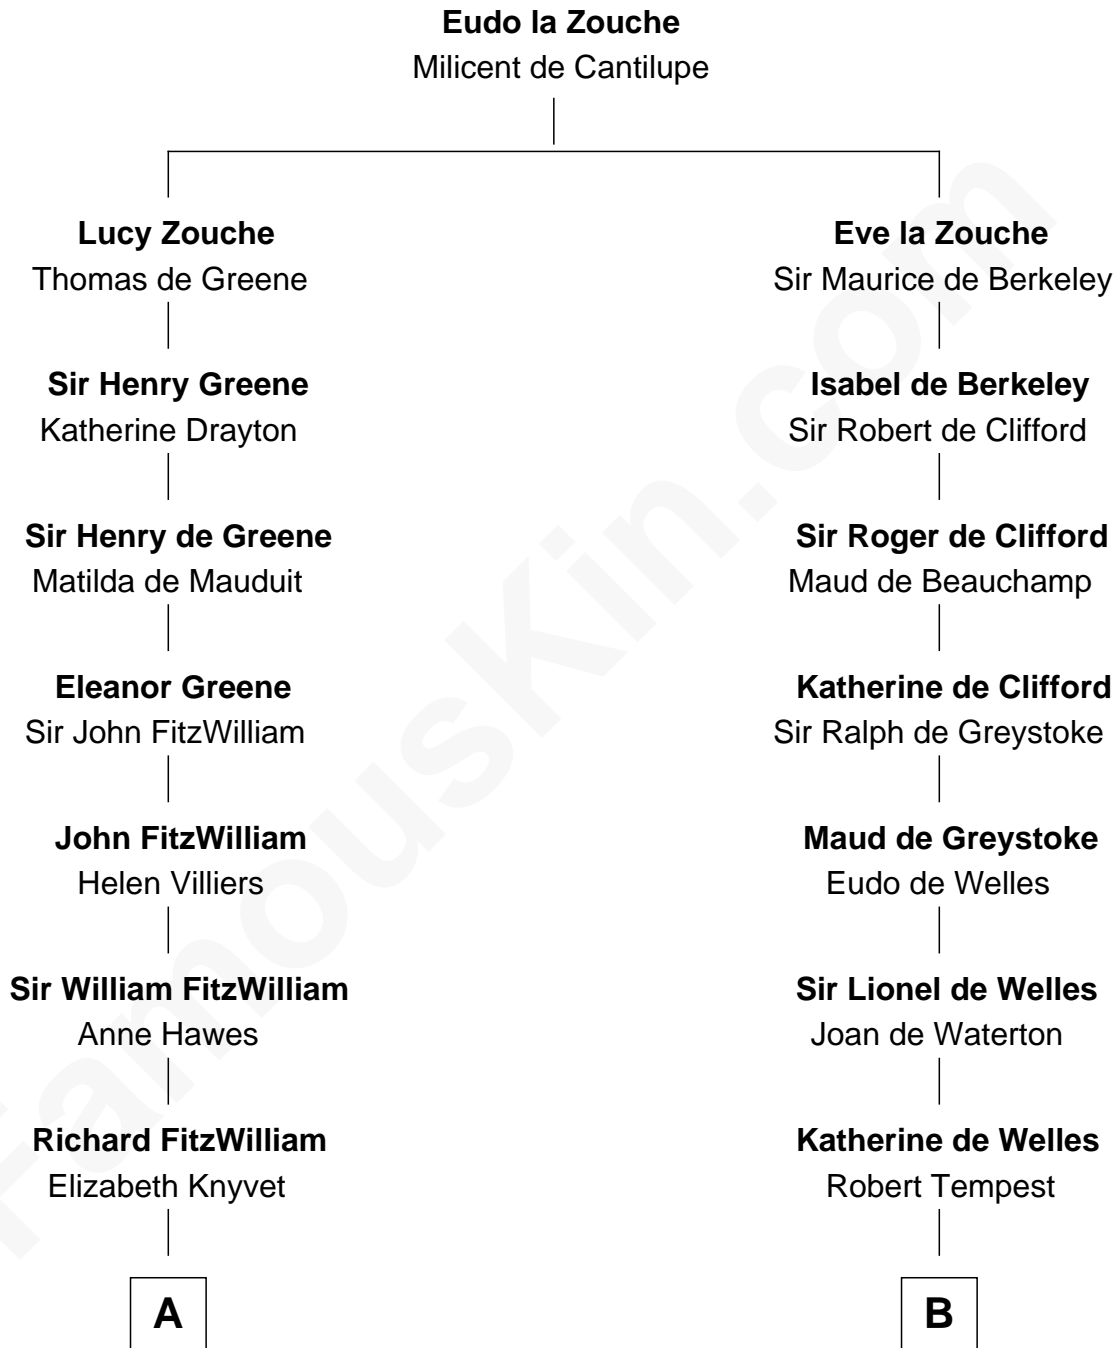 Eudo la Zouche
Milicent de Cantilupe
Lucy Zouche
Thomas de Greene
Eve la Zouche
Sir Maurice de Berkeley
Sir Henry Greene
Katherine Drayton
Isabel de Berkeley
Sir Robert de Clifford
Sir Henry de Greene
Matilda de Mauduit
Sir Roger de Clifford
Maud de Beauchamp
Eleanor Greene
Sir John FitzWilliam
Katherine de Clifford
Sir Ralph de Greystoke
John FitzWilliam
Helen Villiers
Maud de Greystoke
Eudo de Welles
Sir William FitzWilliam
Anne Hawes
Sir Lionel de Welles
Joan de Waterton
Richard FitzWilliam
Elizabeth Knyvet
Katherine de Welles
Robert Tempest
A
B
FamousKin.com